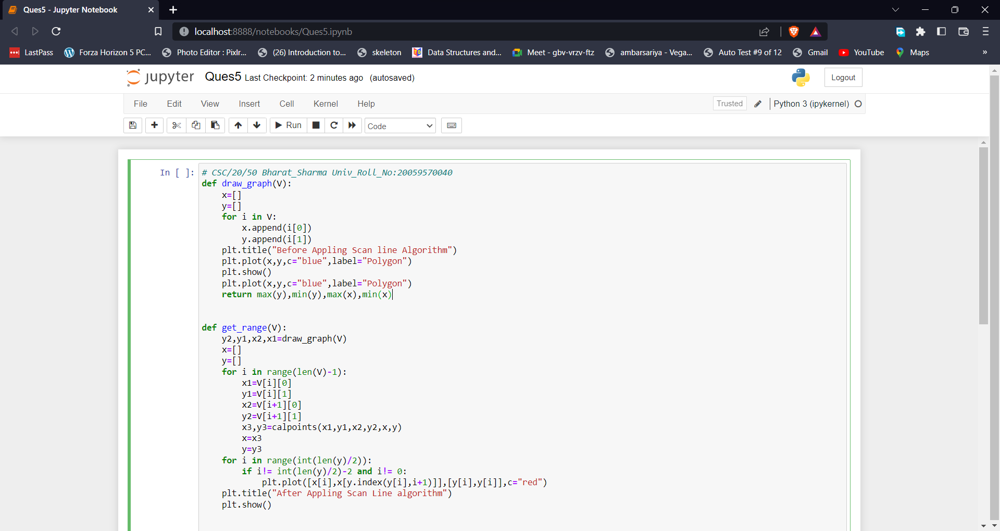 Ques5 - Jupyter Notebook
localhost:8888/notebooks/Ques5.ipynb
LastPass Forza Horizon 5 PC... Photo Editor : Pixlr... (26) Introduction to... skeleton Data Structures and... Meet - gbv-vrzv-ftz ambarsariya - Vega... Auto Test #9 of 12 Gmail YouTube Maps »
jupyter Ques5 Last Checkpoint: 2 minutes ago (autosaved) Logout
File Edit View Insert Cell Kernel Help Trusted Python 3 (ipykernel)
Run Code
In [ ]: # CSC/20/50 Bharat_Sharma Univ_Roll_No:20059570040
def draw_graph(V):
    x=[]
    y=[]
    for i in V:
        x.append(i[0])
        y.append(i[1])
    plt.title("Before Appling Scan line Algorithm")
    plt.plot(x,y,c="blue",label="Polygon")
    plt.show()
    plt.plot(x,y,c="blue",label="Polygon")
    return max(y),min(y),max(x),min(x)
def get_range(V):
    y2,y1,x2,x1=draw_graph(V)
    x=[]
    y=[]
    for i in range(len(V)-1):
        x1=V[i][0]
        y1=V[i][1]
        x2=V[i+1][0]
        y2=V[i+1][1]
        x3,y3=calpoints(x1,y1,x2,y2,x,y)
        x=x3
        y=y3
    for i in range(int(len(y)/2)):
        if i!= int(len(y)/2)-2 and i!= 0:
            plt.plot([x[i],x[y.index(y[i],i+1)]],[y[i],y[i]],c="red")
    plt.title("After Appling Scan Line algorithm")
    plt.show()